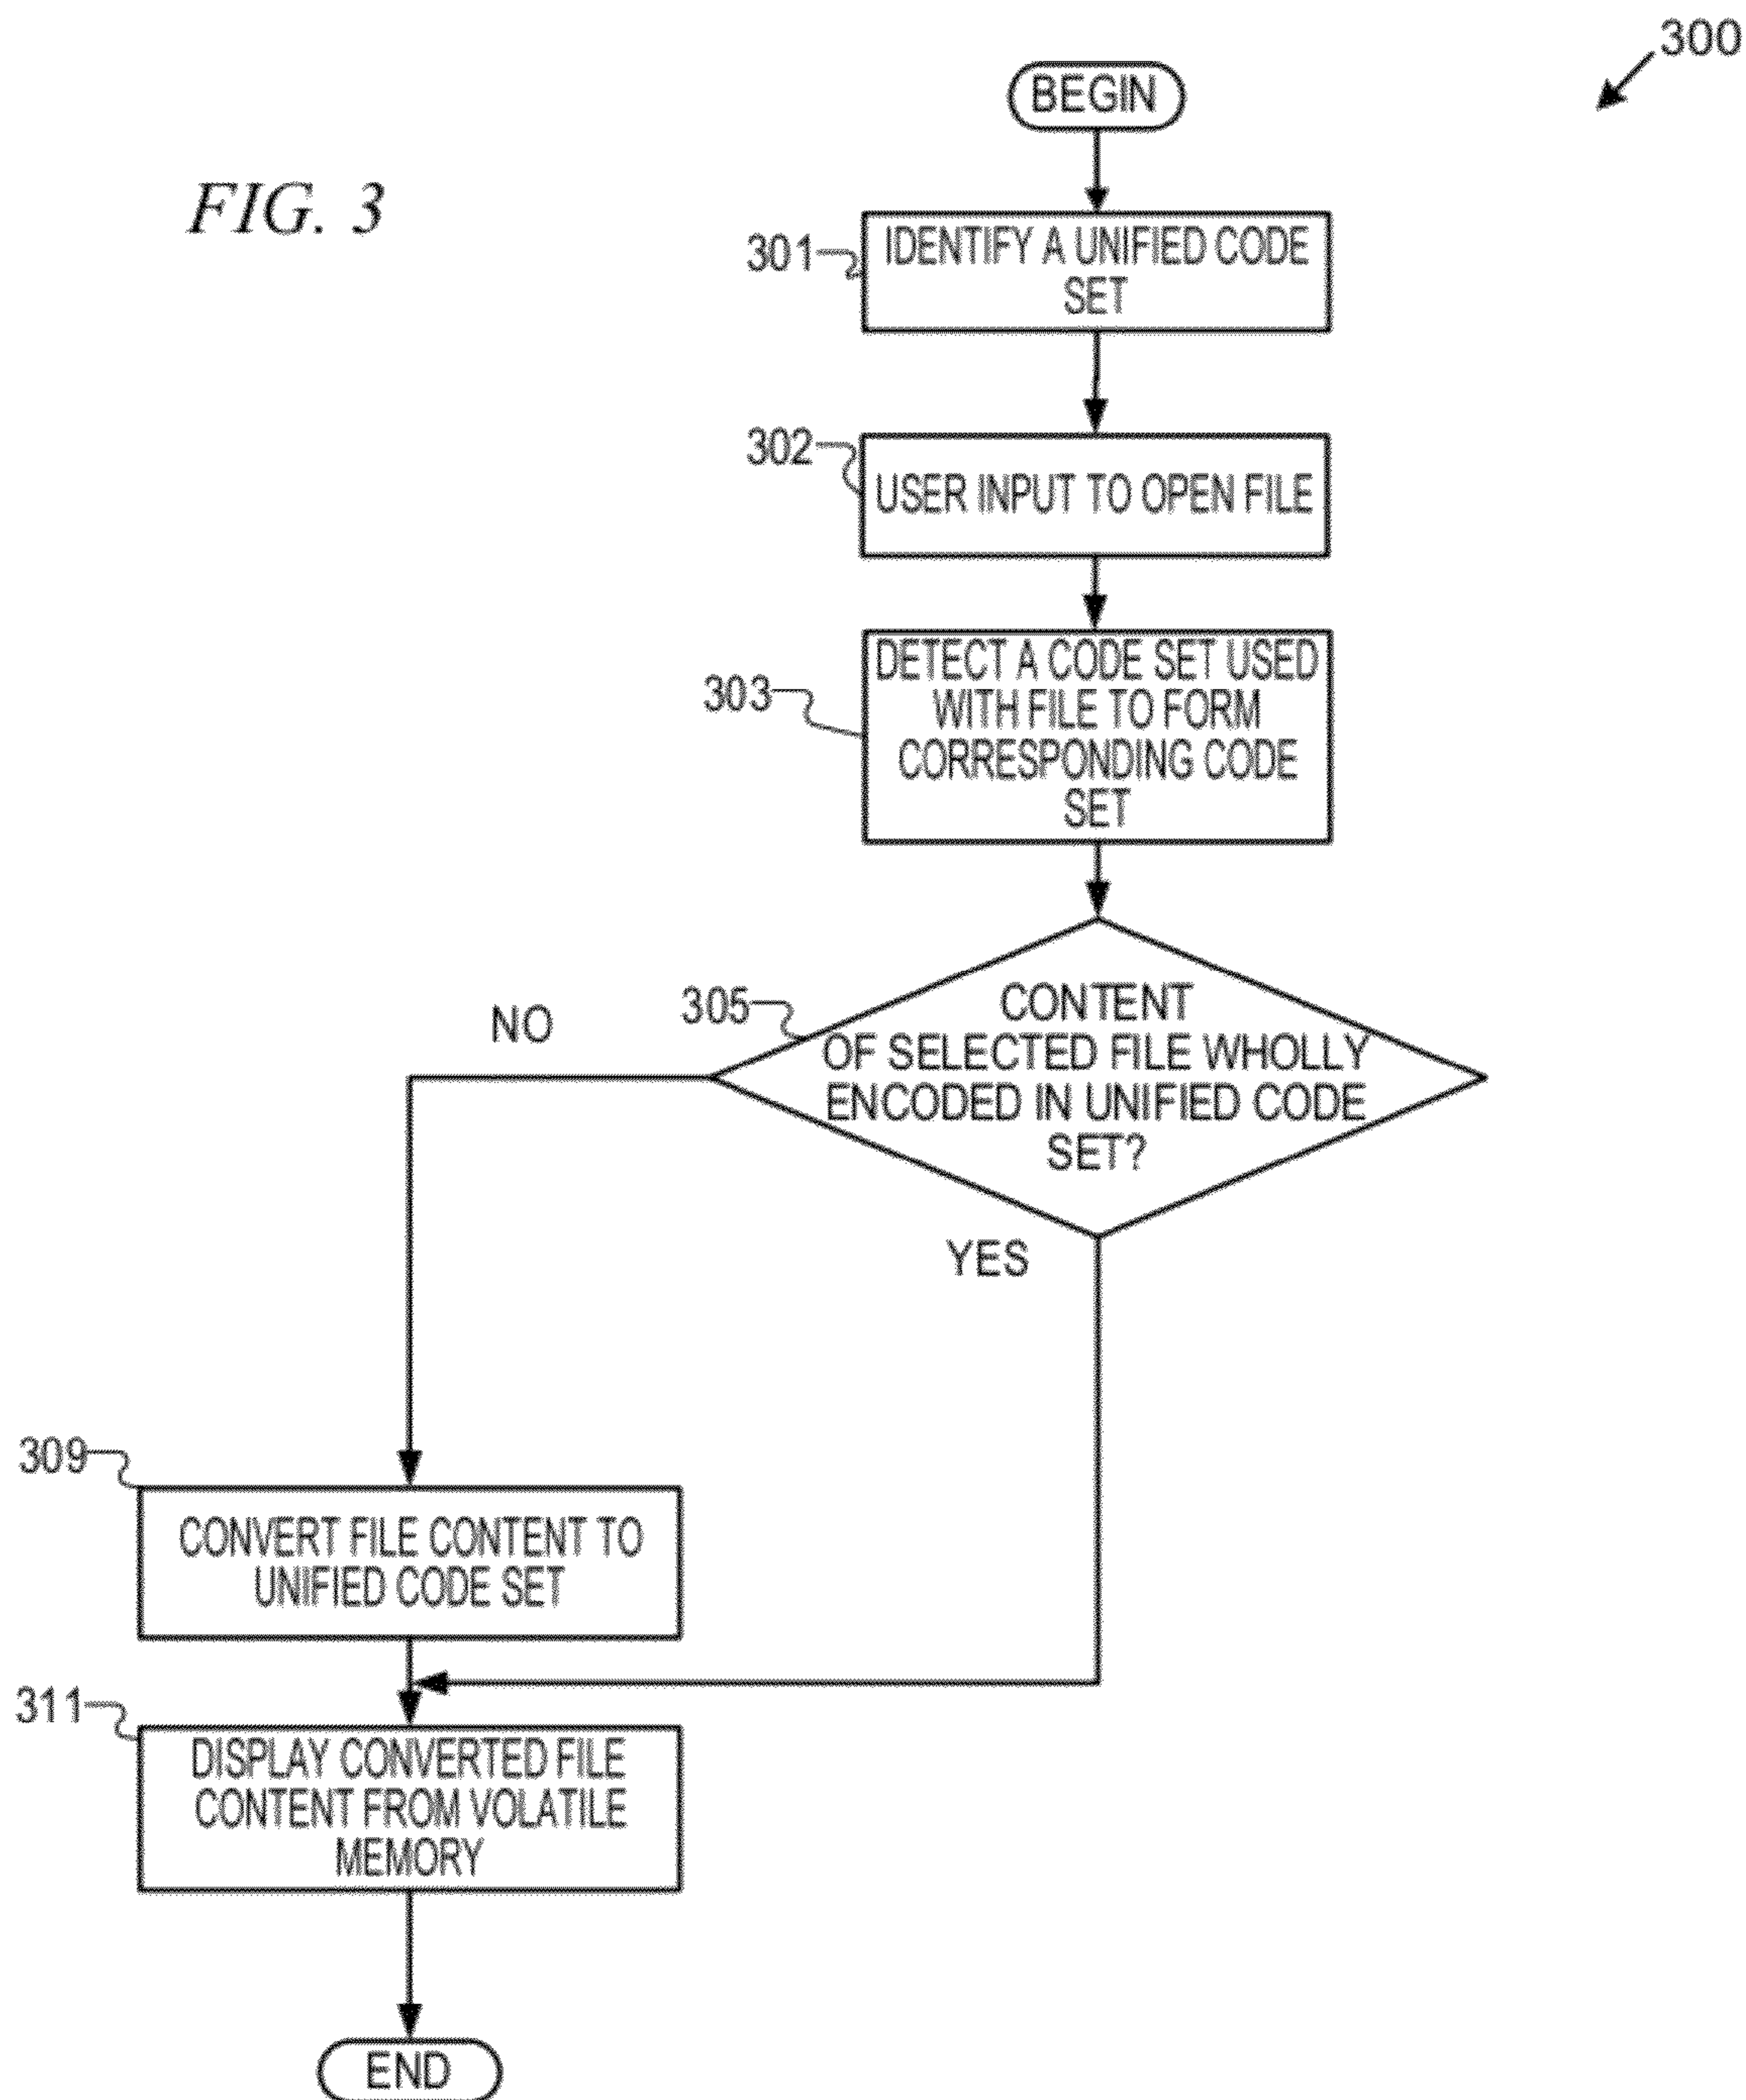 300
BEGIN
FIG. 3
301
IDENTIFY A UNIFIED CODE
SET
302
USER INPUT TO OPEN FILE
303
DETECT A CODE SET USED
WITH FILE TO FORM
CORRESPONDING CODE
SET
NO
305
CONTENT
OF SELECTED FILE WHOLLY
ENCODED IN UNIFIED CODE
SET?
YES
309
CONVERT FILE CONTENT TO
UNIFIED CODE SET
311
DISPLAY CONVERTED FILE
CONTENT FROM VOLATILE
MEMORY
END